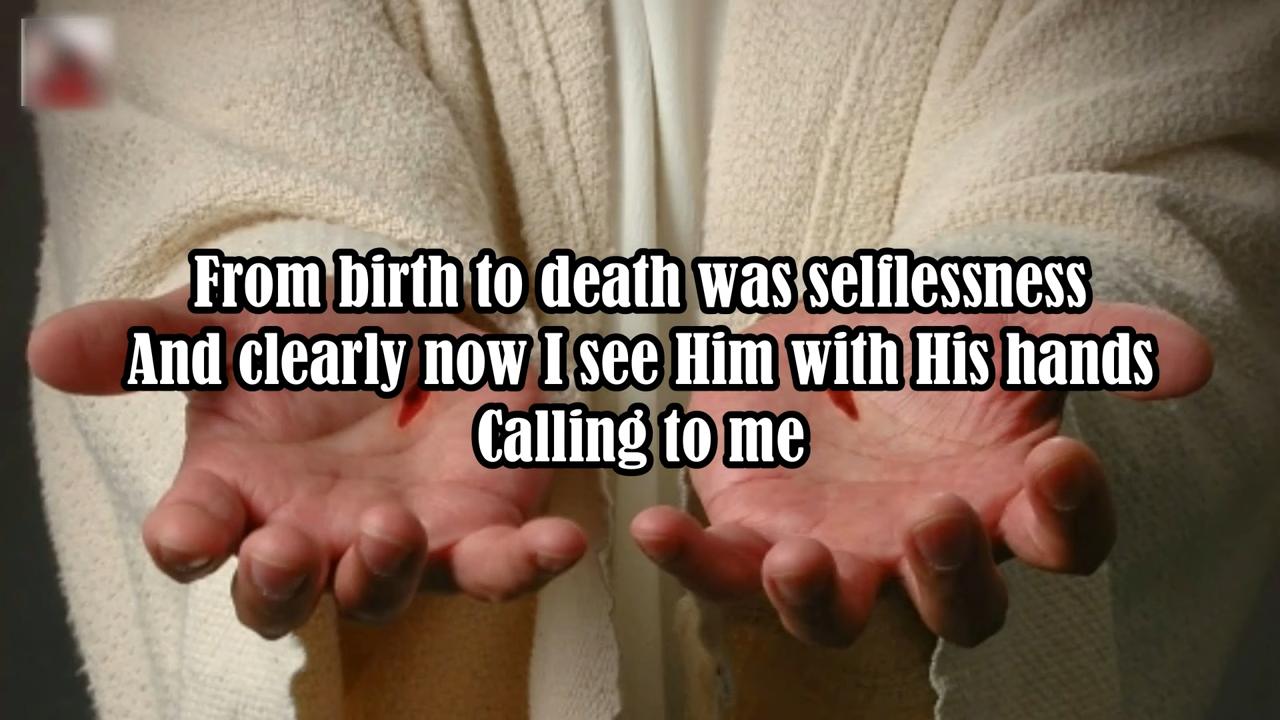 From birth to death was selflessness
And clearly now I see Him with His hands
Calling to me